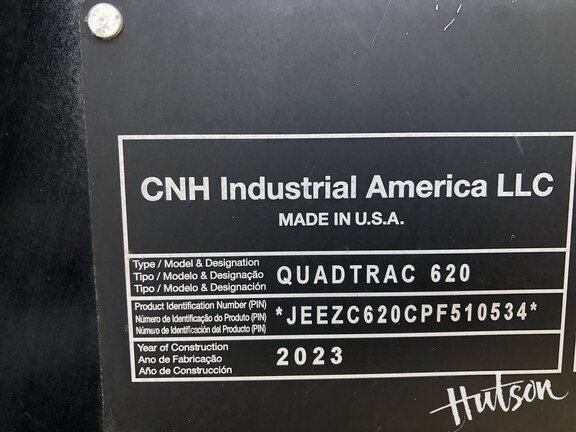 CNH Industrial America LLC
MADE IN U.S.A.
Type / Model & Designation
Tipo / Modelo & Designação
Tipo / Modelo & Designación
QUADTRAC 620
Product Identification Number (PIN)
Número de Identificação do Produto (PIN)
Número de Identificación del Producto (PIN)
*JEEZC620CPF510534*
Year of Construction
Ano de Fabricação
Año de Construcción
2023
Hutson